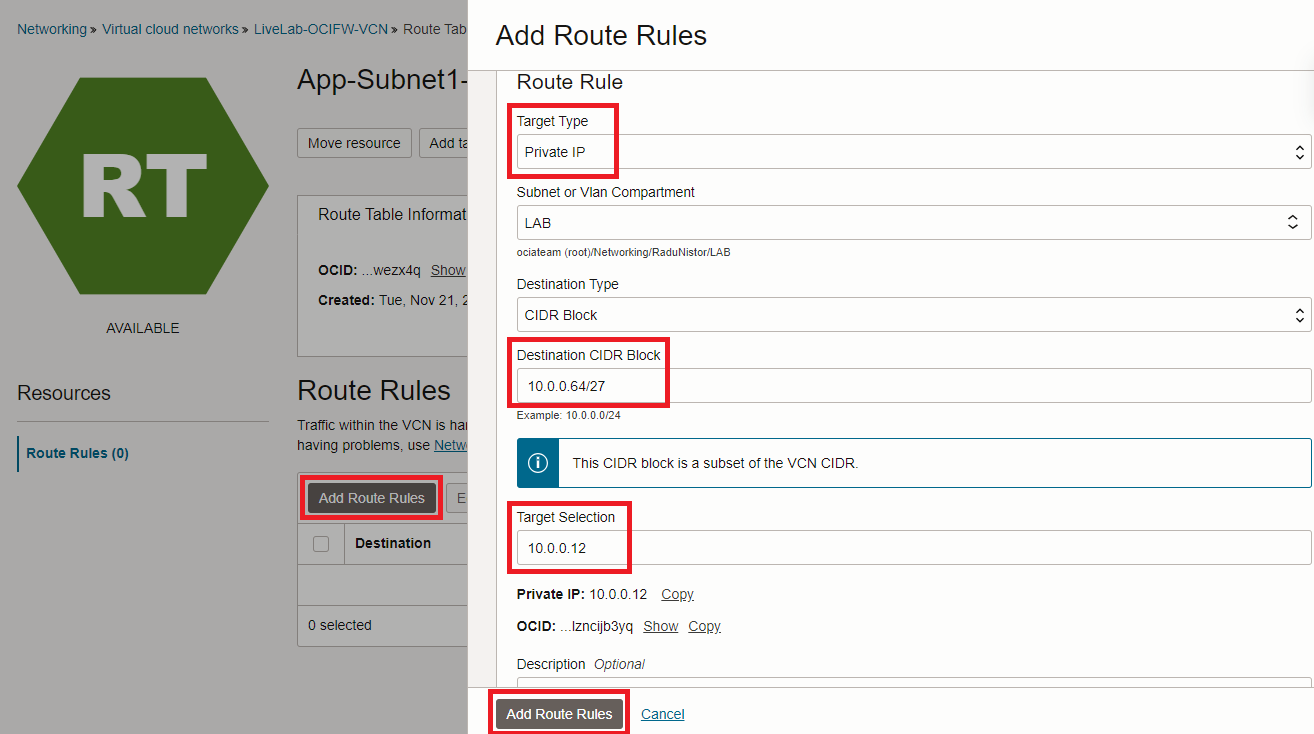 Networking » Virtual cloud networks » LiveLab-OCIFW-VCN » Route Tab
RT
AVAILABLE
App-Subnet1-
Move resource
Add ta
Route Table Informat
OCID: ...wezx4q Show
Created: Tue, Nov 21, 2
Resources
Route Rules (0)
Route Rules
Traffic within the VCN is ha
having problems, use Netw
Add Route Rules
E
Destination
0 selected
Add Route Rules
Route Rule
Target Type
Private IP
Subnet or Vlan Compartment
LAB
ociateam (root)/Networking/RaduNistor/LAB
Destination Type
CIDR Block
Destination CIDR Block
10.0.0.64/27
Example: 10.0.0.0/24
This CIDR block is a subset of the VCN CIDR.
Target Selection
10.0.0.12
Private IP: 10.0.0.12 Copy
OCID: ...lzncijb3yq Show Copy
Description Optional
Add Route Rules
Cancel